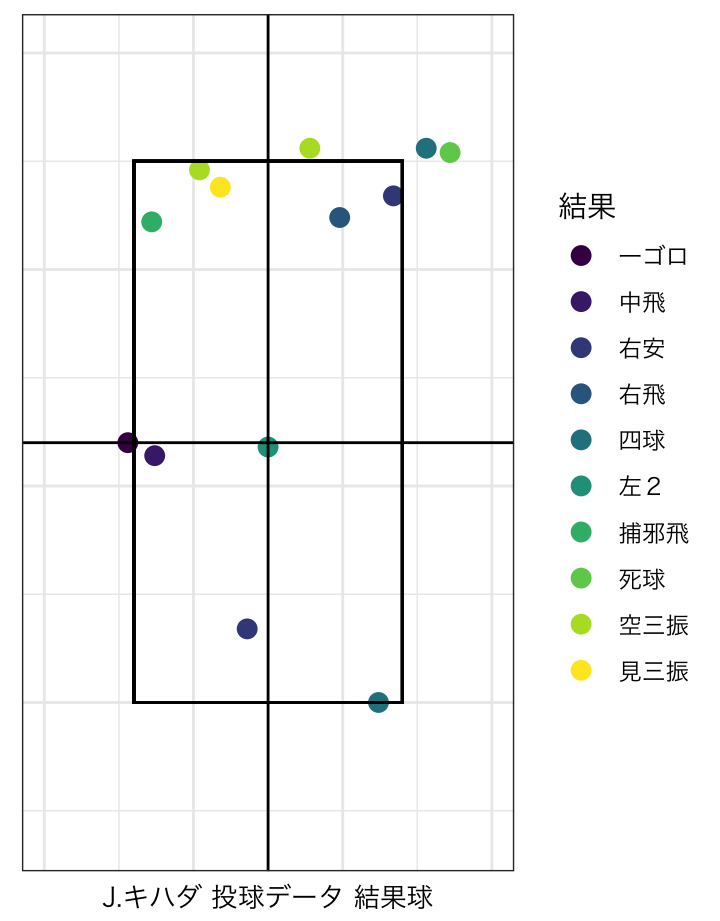 結果
一ゴロ
中飛
右安
右飛
四球
左２
捕邪飛
死球
空三振
見三振
J.キハダ 投球データ 結果球